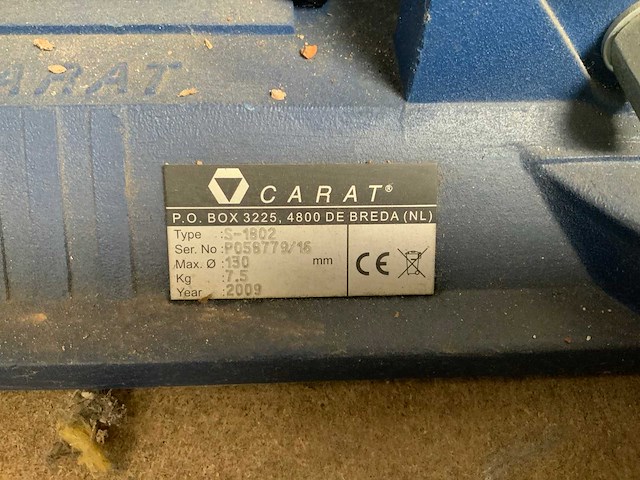 CARAT
CARAT®
P.O. BOX 3225, 4800 DE BREDA (NL)
Type :S-1802
Ser. No :P058779/16
Max. Ø :130 mm
Kg :7.5
Year :2009
CE